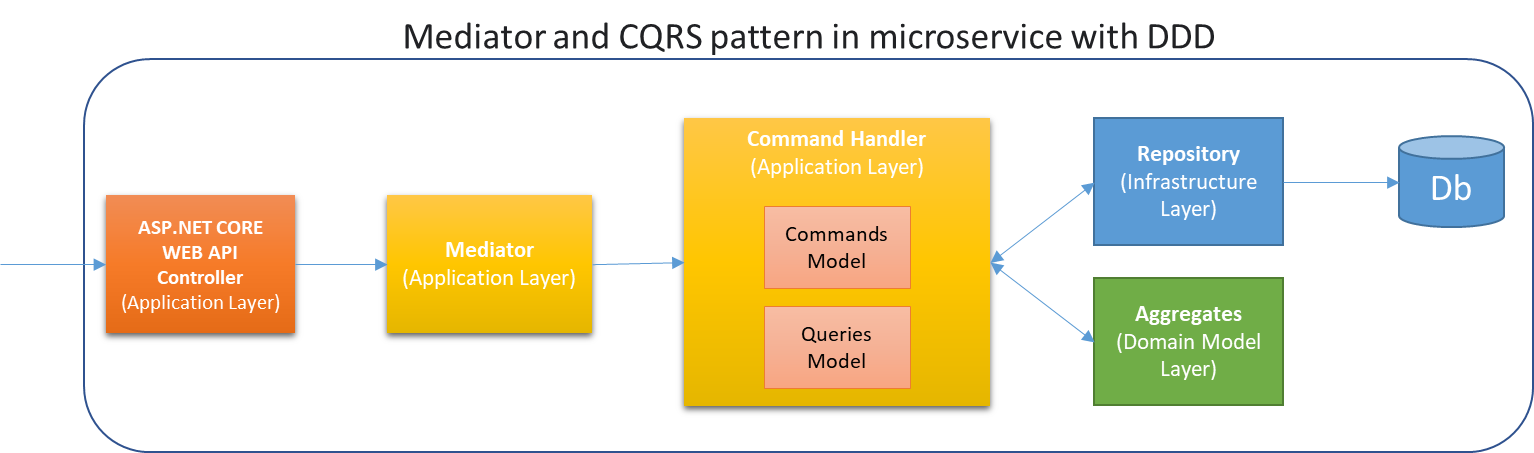 Mediator and CQRS pattern in microservice with DDD
ASP.NET CORE
WEB API
Controller
(Application Layer)
Mediator
(Application Layer)
Command Handler
(Application Layer)
Commands
Model
Queries
Model
Repository
(Infrastructure
Layer)
Aggregates
(Domain Model
Layer)
Db